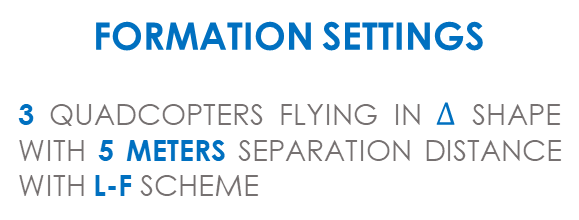 FORMATION SETTINGS
3 QUADCOPTERS FLYING IN Δ SHAPE
WITH 5 METERS SEPARATION DISTANCE
WITH L-F SCHEME